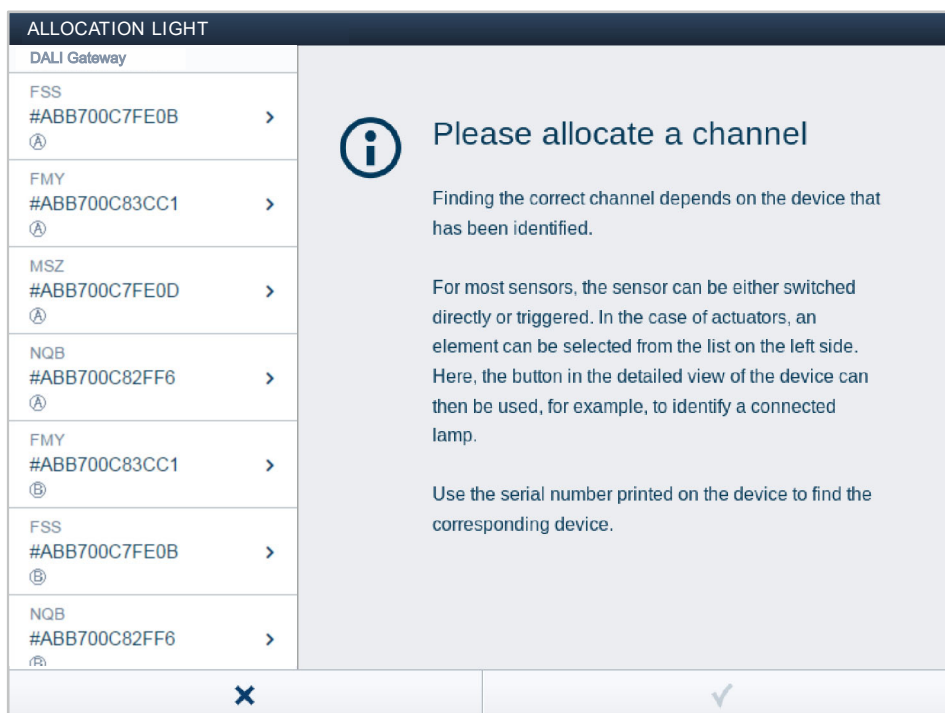 ALLOCATION LIGHT
DALI Gateway
FSS
#ABB700C7FE0B
Ⓐ
FMY
#ABB700C83CC1
Ⓐ
MSZ
#ABB700C7FE0D
Ⓐ
NQB
#ABB700C82FF6
Ⓐ
FMY
#ABB700C83CC1
Ⓑ
FSS
#ABB700C7FE0B
Ⓑ
NQB
#ABB700C82FF6
Ⓑ
Please allocate a channel
Finding the correct channel depends on the device that
has been identified.
For most sensors, the sensor can be either switched
directly or triggered. In the case of actuators, an
element can be selected from the list on the left side.
Here, the button in the detailed view of the device can
then be used, for example, to identify a connected
lamp.
Use the serial number printed on the device to find the
corresponding device.